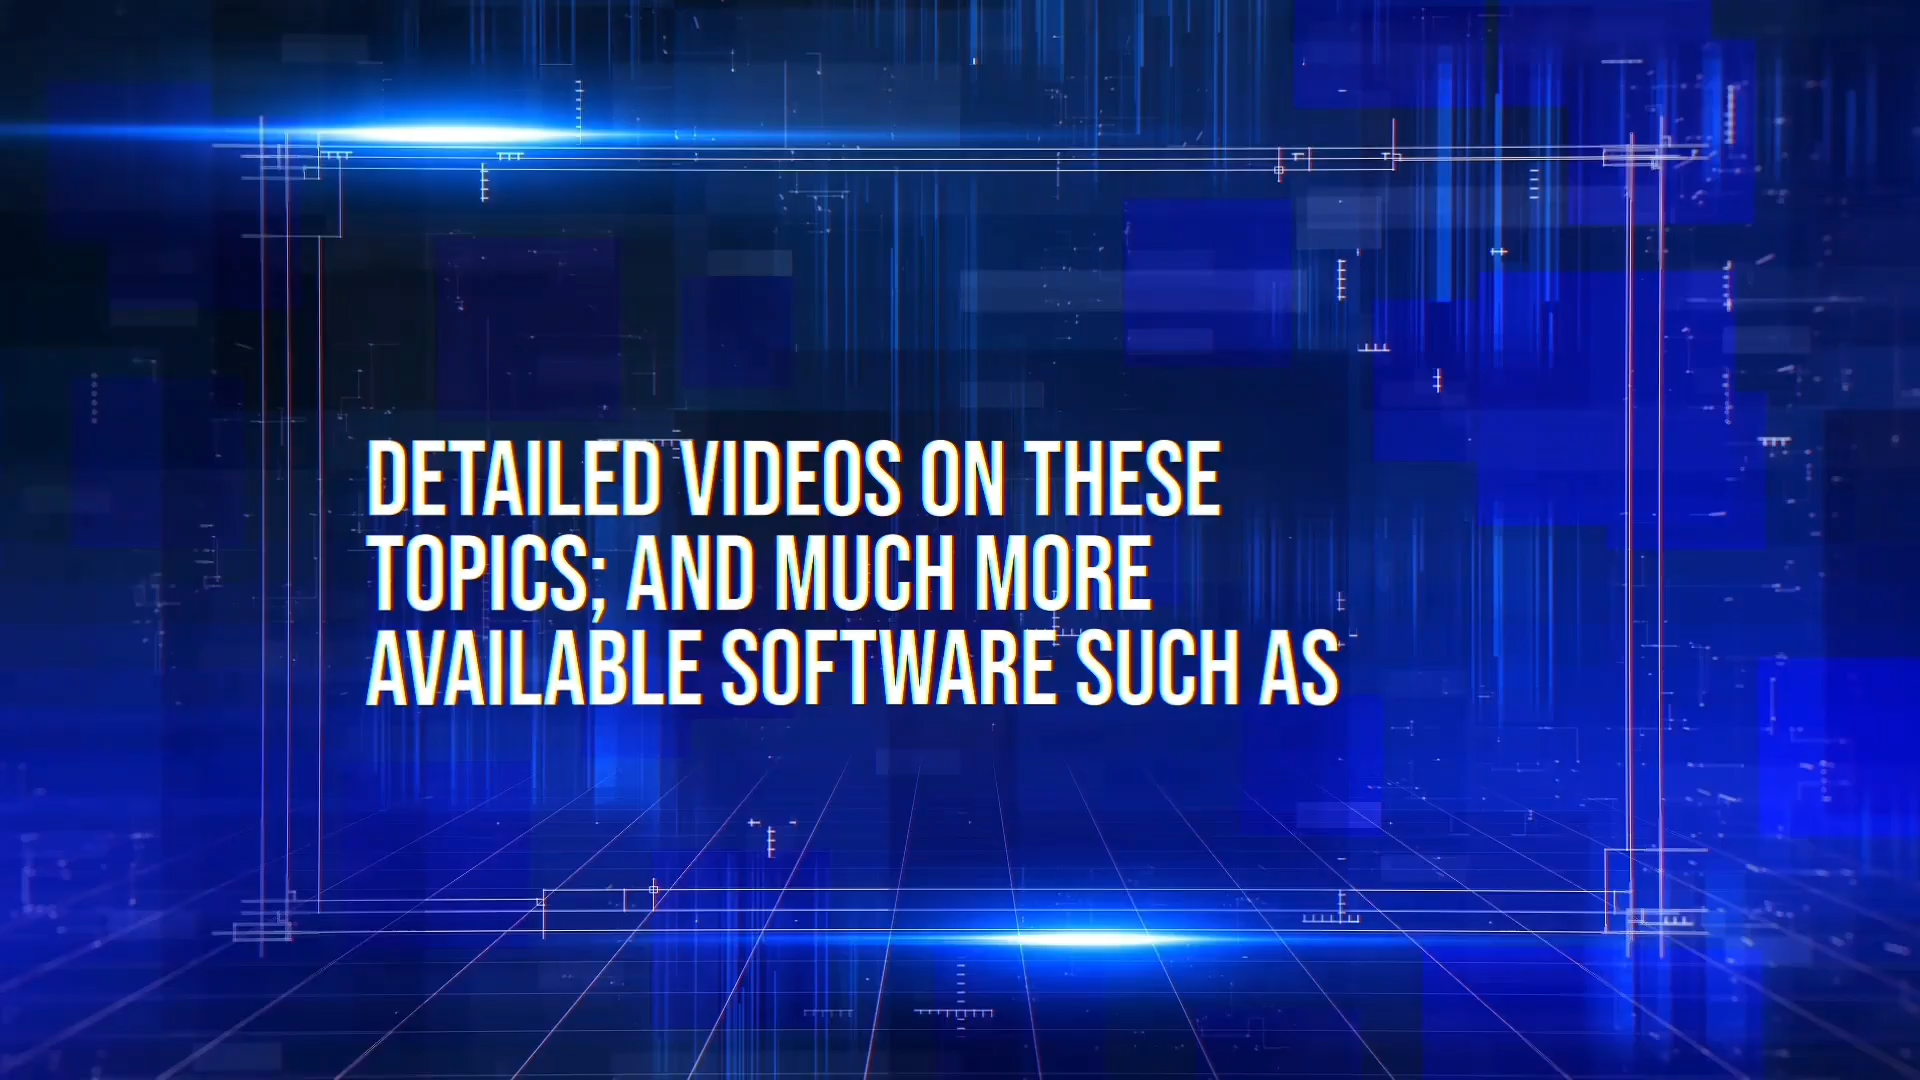 DETAILED VIDEOS ON THESE
TOPICS; AND MUCH MORE
AVAILABLE SOFTWARE SUCH AS